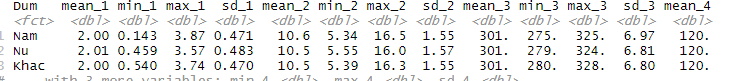 Dum mean_1 min_1 max_1 sd_1 mean_2 min_2 max_2 sd_2 mean_3 min_3 max_3 sd_3 mean_4
<fct> <dbl> <dbl> <dbl> <dbl> <dbl> <dbl> <dbl> <dbl> <dbl> <dbl> <dbl> <dbl> <dbl>
Nam 2.00 0.143 3.87 0.471 10.6 5.34 16.5 1.55 301. 275. 325. 6.97 120.
Nu 2.01 0.459 3.57 0.483 10.5 5.55 16.0 1.57 301. 279. 324. 6.81 120.
Khac 2.00 0.540 3.74 0.470 10.5 5.39 16.3 1.55 301. 280. 328. 6.80 120.